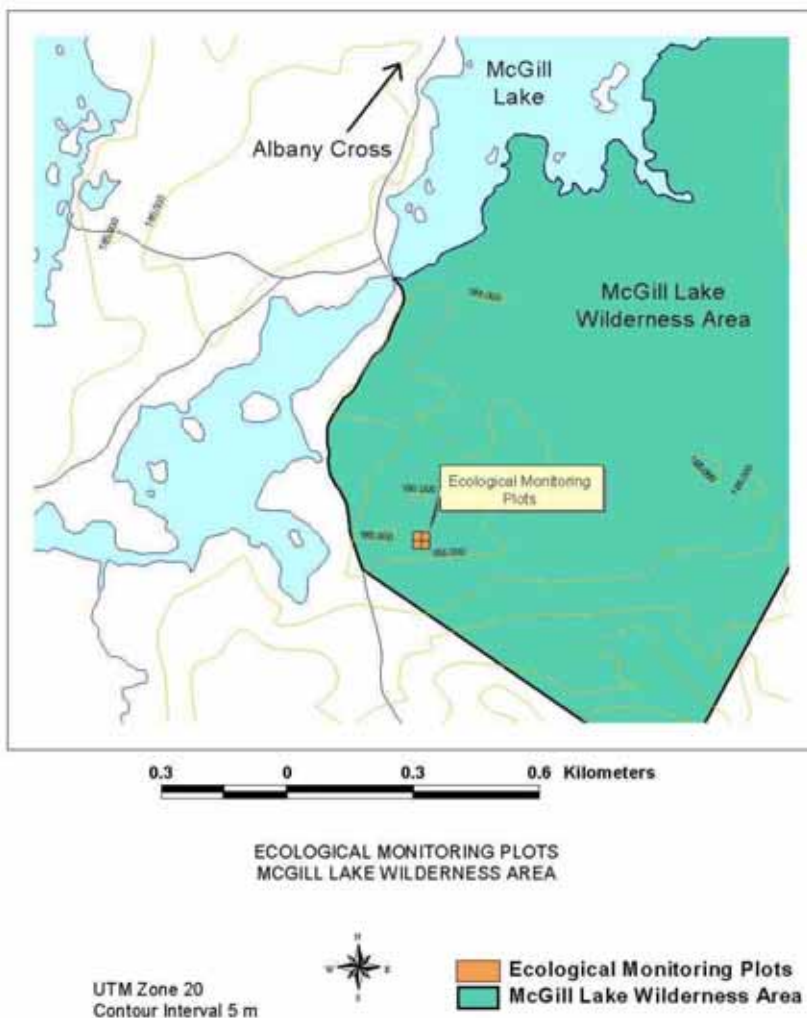 McGill
Lake
Albany Cross
McGill Lake
Wilderness Area
Ecological Monitoring
Plots
0.3 0 0.3 0.6 Kilometers
ECOLOGICAL MONITORING PLOTS
MCGILL LAKE WILDERNESS AREA
UTM Zone 20
Contour Interval 5 m
Ecological Monitoring Plots
McGill Lake Wilderness Area